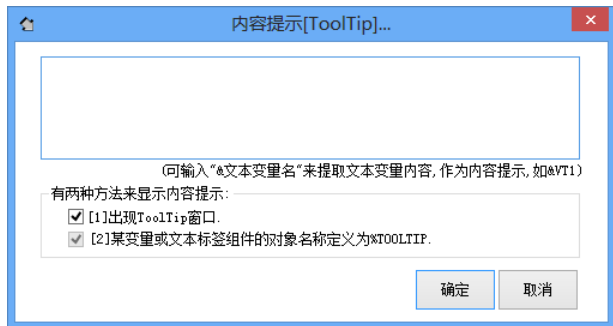 内容提示[ToolTip]...
(可输入"&文本变量名"来提取文本变量内容,作为内容提示,如&VT1)
有两种方法来显示内容提示:
[1]出现ToolTip窗口.
[2]某变量或文本标签组件的对象名称定义为%TOOLTIP.
确定 取消